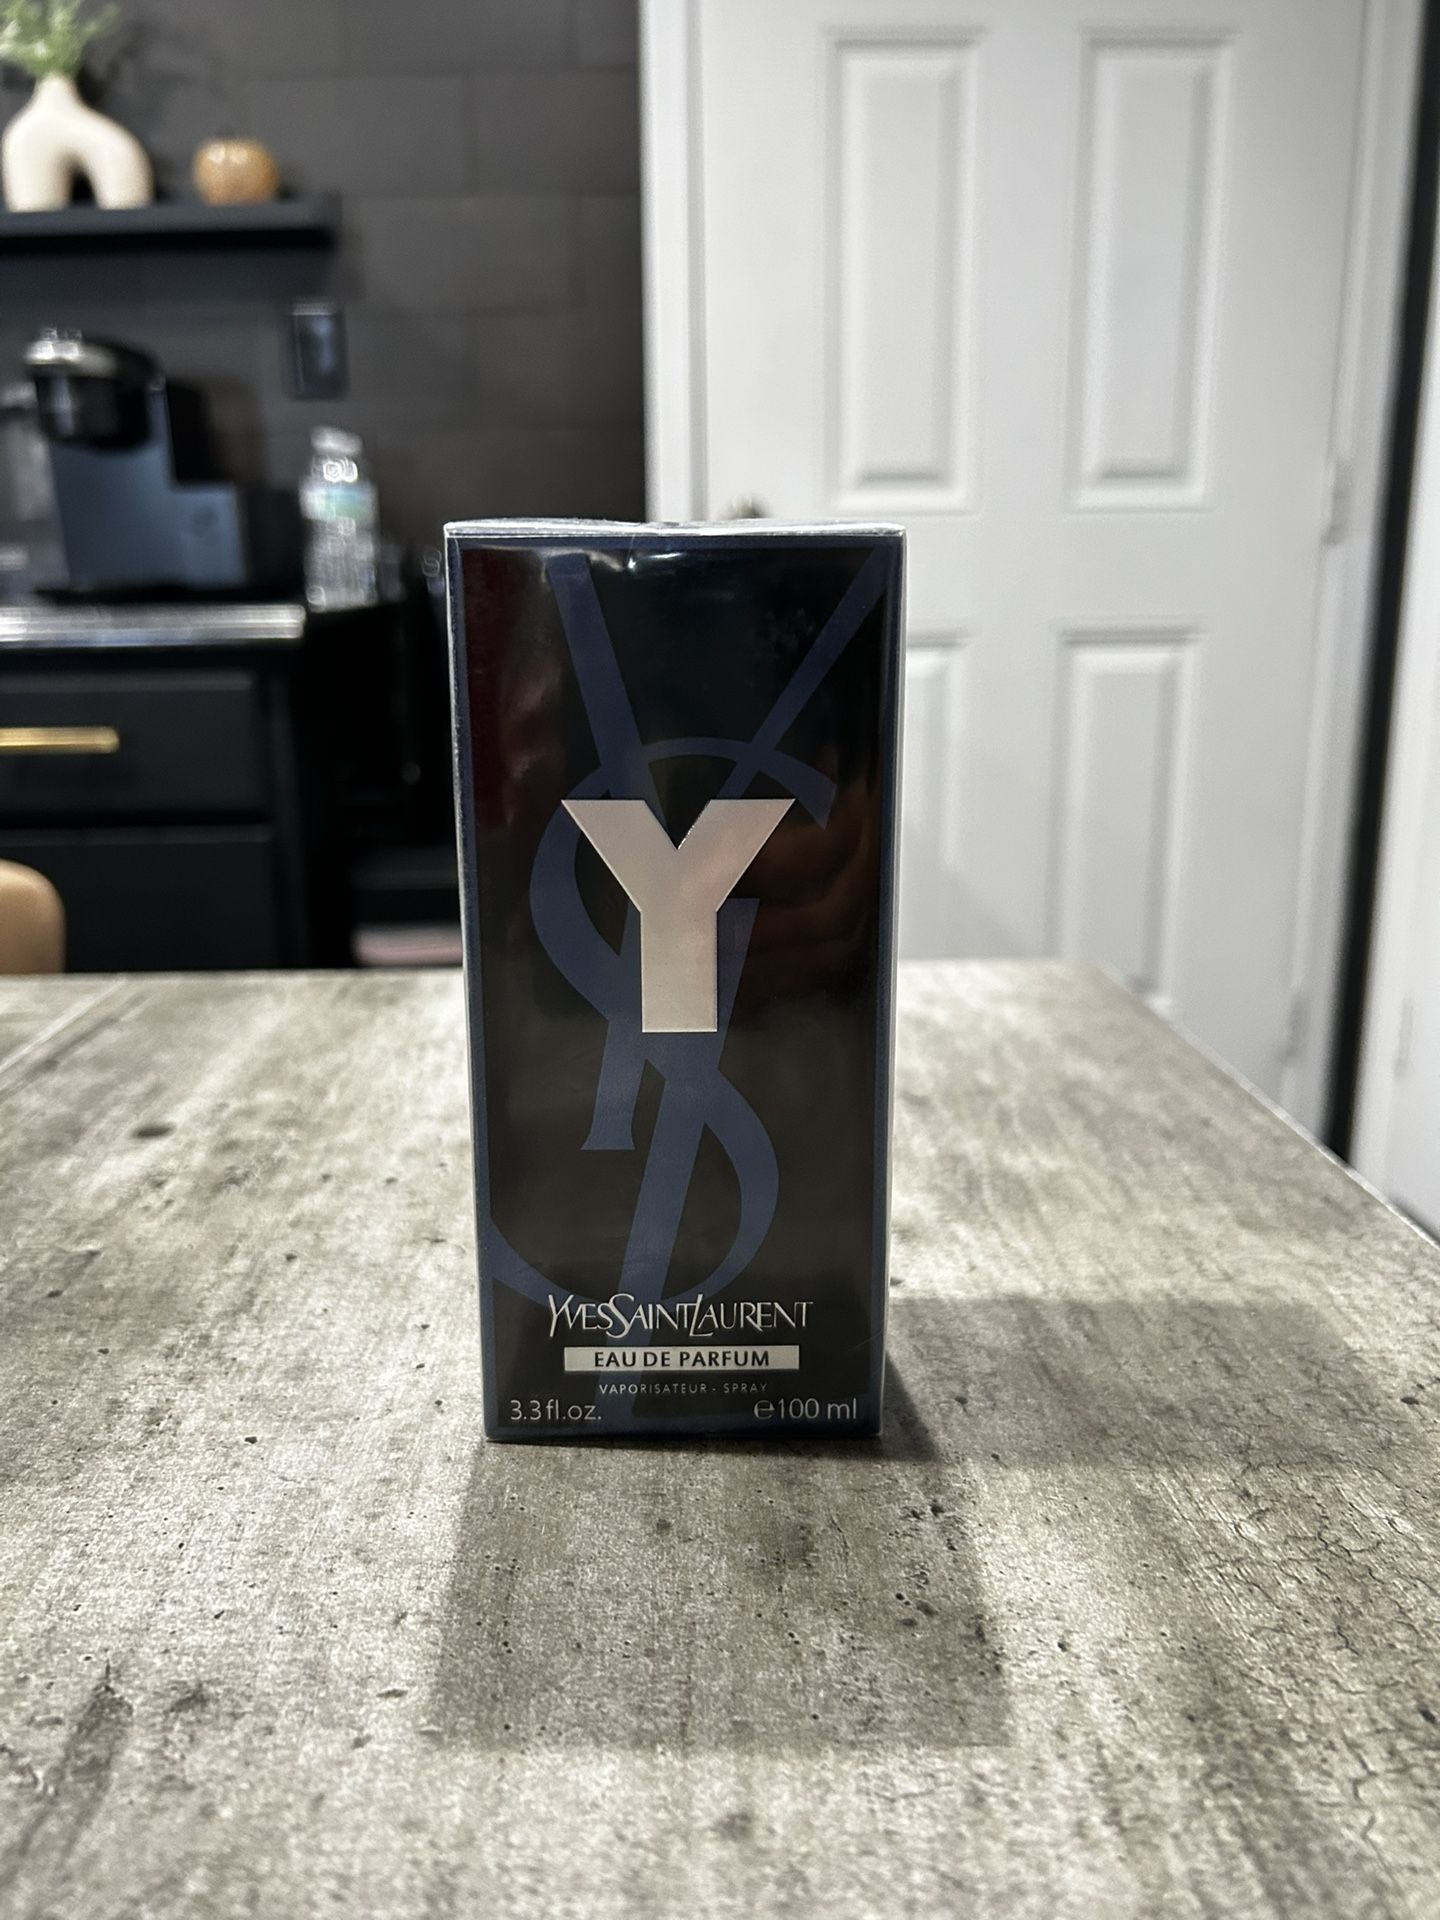 Y
YVESSAINTLAURENT
EAU DE PARFUM
VAPORISATEUR - SPRAY
3.3 fl.oz. ℮100 ml